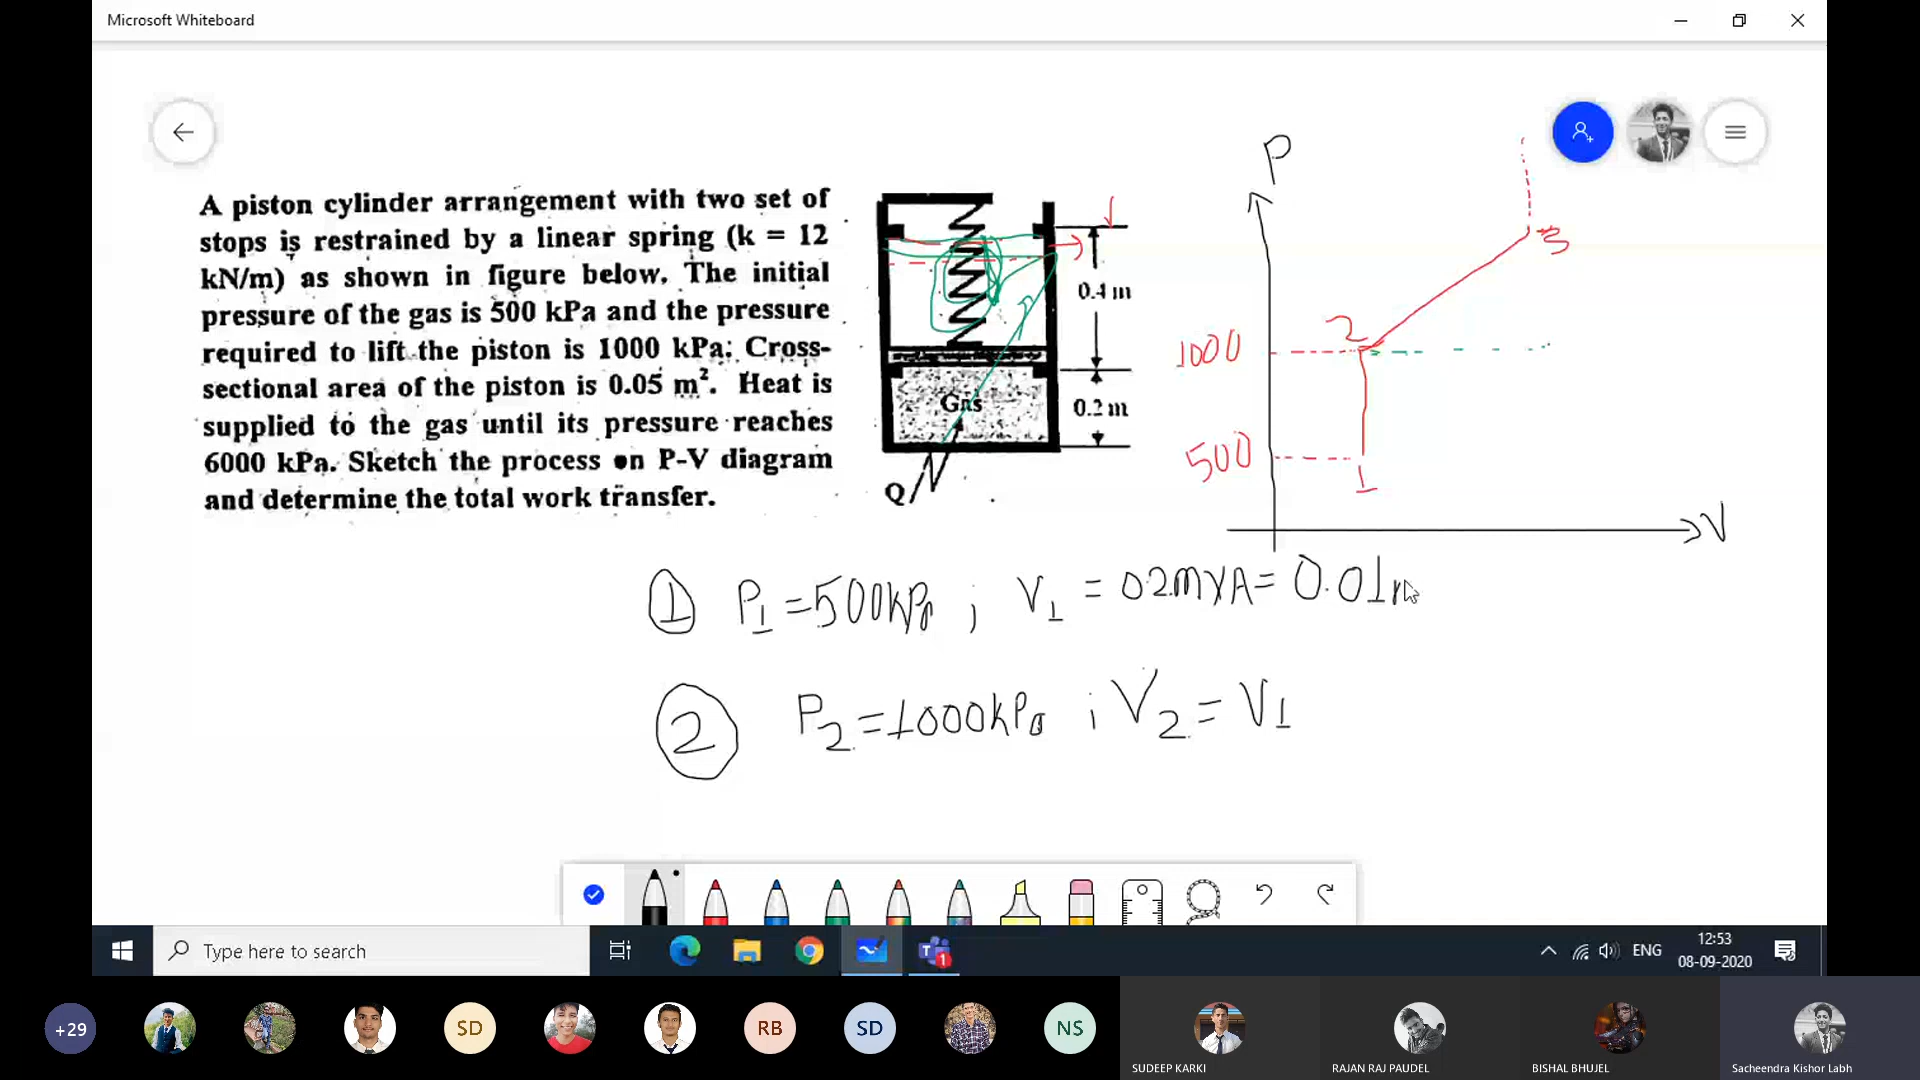 Microsoft Whiteboard
A piston cylinder arrangement with two set of
stops is restrained by a linear spring (k = 12
kN/m) as shown in figure below. The initial
pressure of the gas is 500 kPa and the pressure
required to lift the piston is 1000 kPa. Cross-
sectional area of the piston is 0.05 m². Heat is
supplied to the gas until its pressure reaches
6000 kPa. Sketch the process on P-V diagram
and determine the total work transfer.
0.4 m
0.2 m
Gas
Q
P
3
2
1000
500
1
V
1 P1 = 500kPa ; V1 = 02m×A = 0.01m
2 P2 = 1000kPa ; V2 = V1
Type here to search
ENG
12:53
08-09-2020
1
+29
SD
RB
SD
NS
SUDEEP KARKI
RAJAN RAJ PAUDEL
BISHAL BHUJEL
Sacheendra Kishor Labh